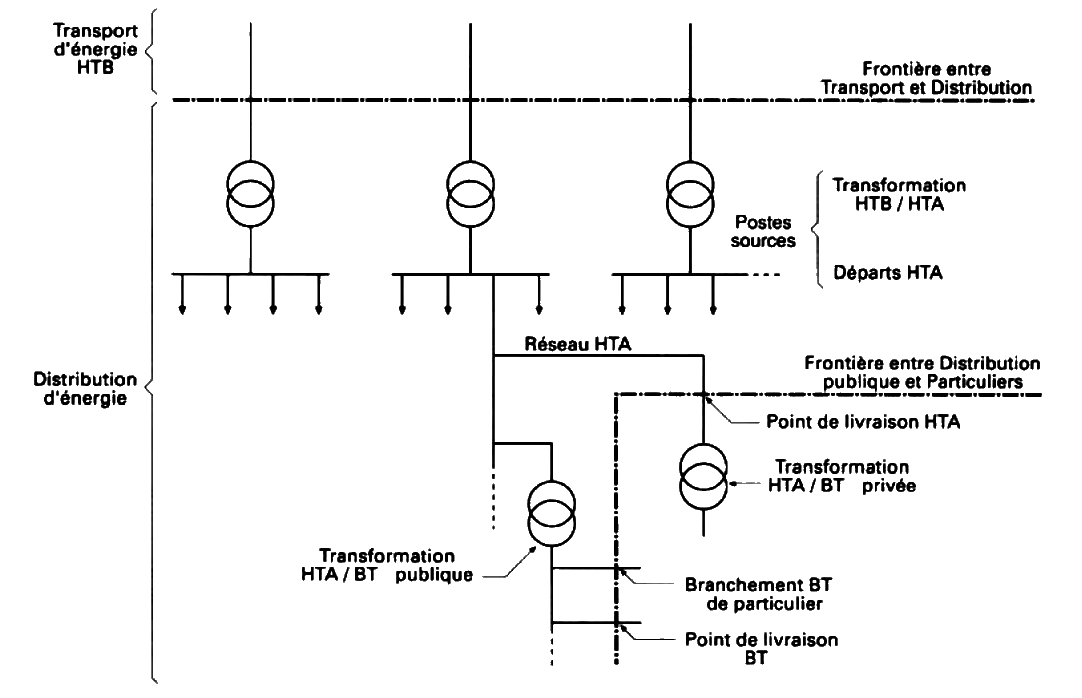 Transport
d'énergie
HTB
Frontière entre
Transport et Distribution
Transformation
HTB / HTA
Postes
sources
Départs HTA
Réseau HTA
Distribution
d'énergie
Frontière entre Distribution
publique et Particuliers
Point de livraison HTA
Transformation
HTA / BT privée
Transformation
HTA / BT publique
Branchement BT
de particulier
Point de livraison
BT